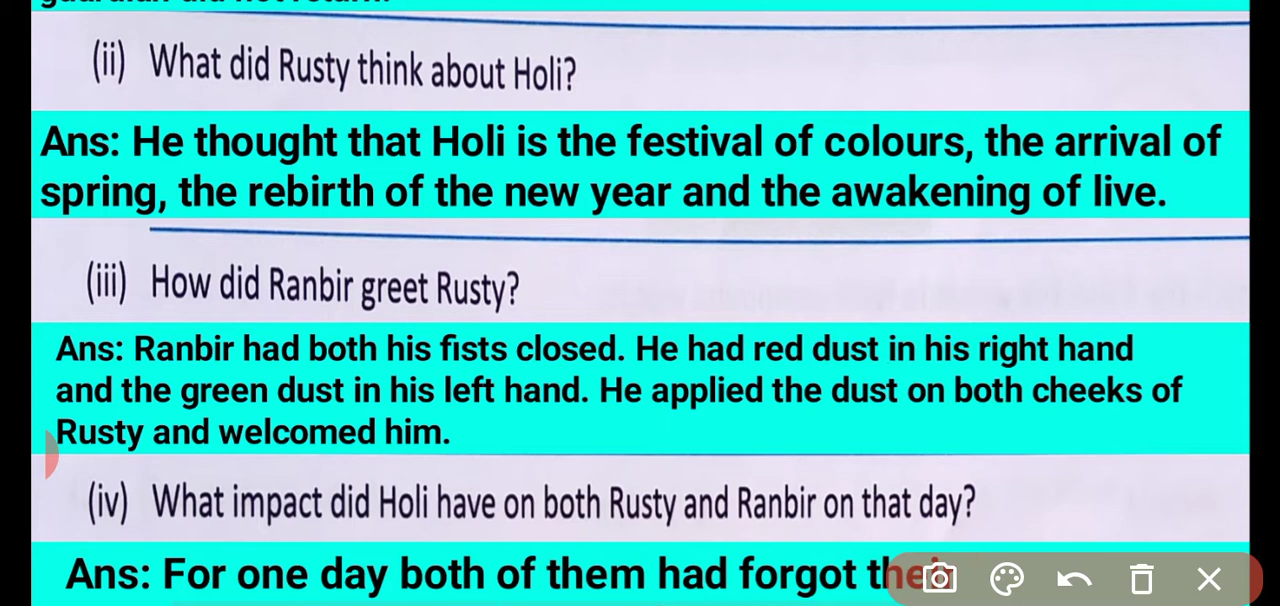 (ii) What did Rusty think about Holi?
Ans: He thought that Holi is the festival of colours, the arrival of
spring, the rebirth of the new year and the awakening of live.
(iii) How did Ranbir greet Rusty?
Ans: Ranbir had both his fists closed. He had red dust in his right hand
and the green dust in his left hand. He applied the dust on both cheeks of
Rusty and welcomed him.
(iv) What impact did Holi have on both Rusty and Ranbir on that day?
Ans: For one day both of them had forgot their